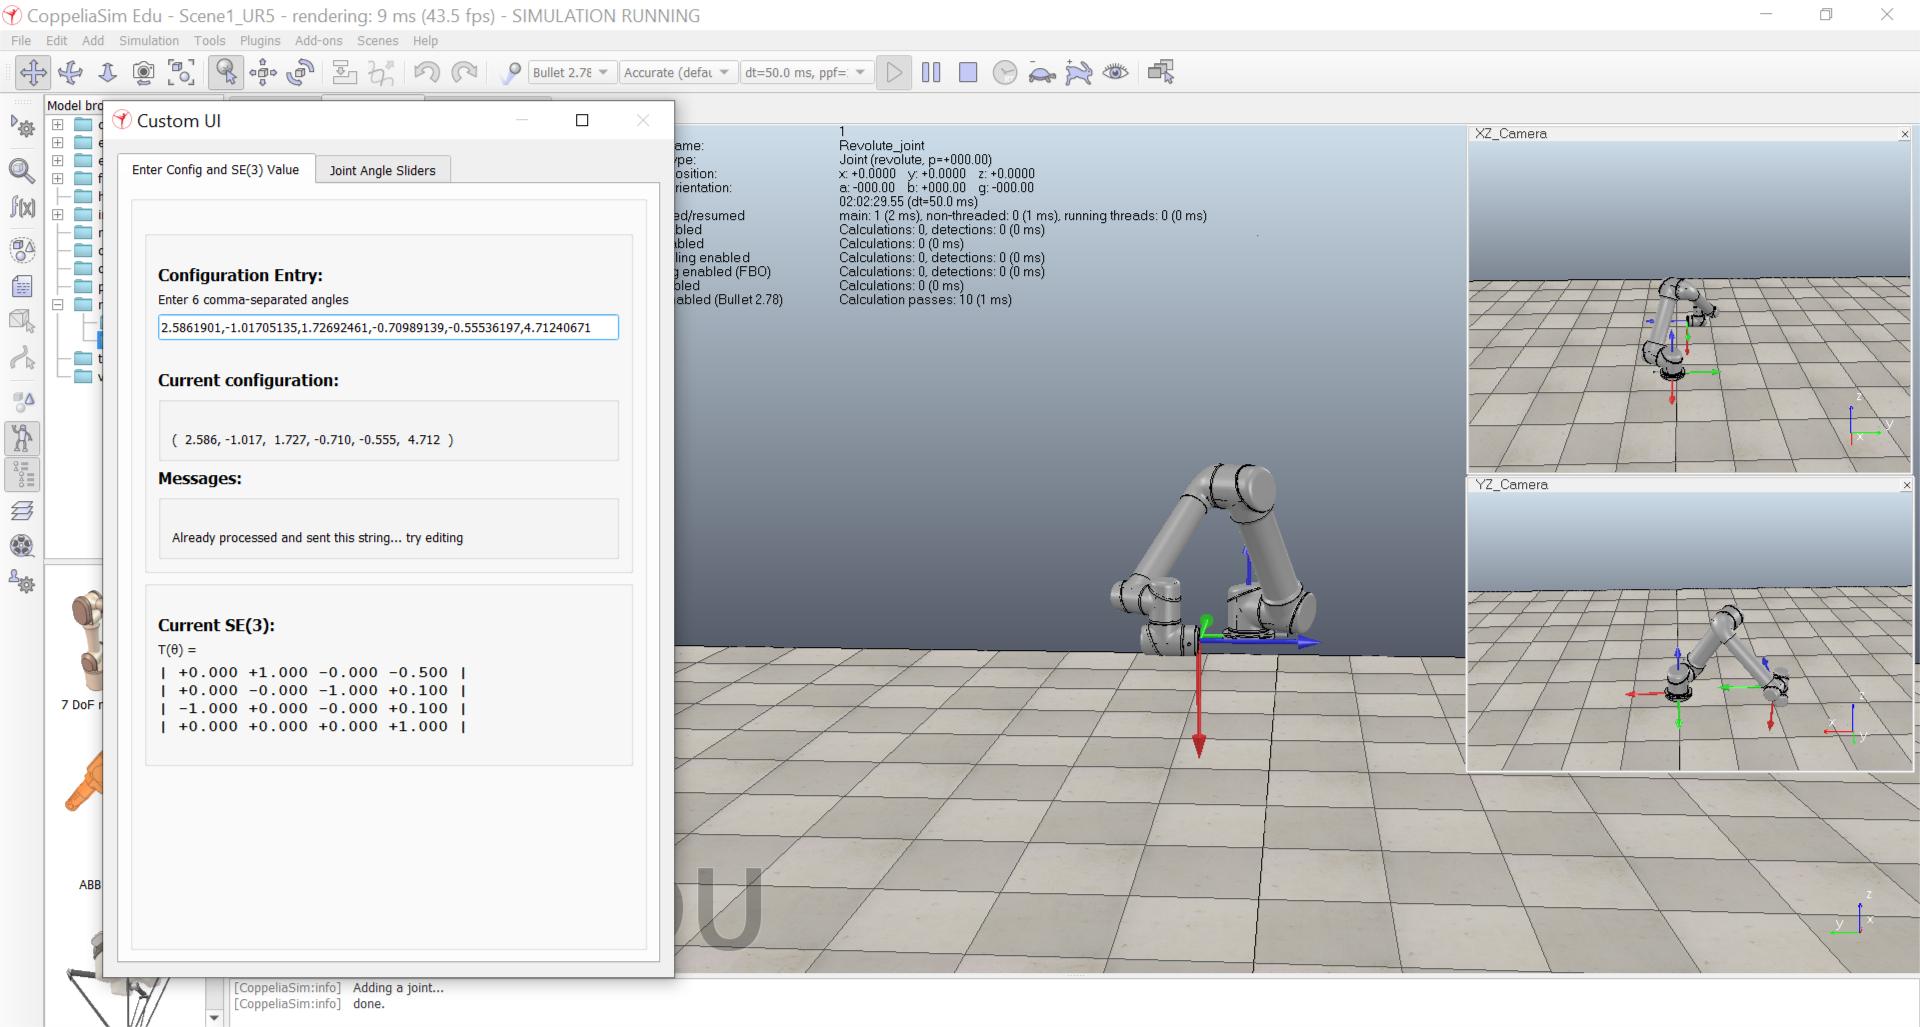 CoppeliaSim Edu - Scene1_UR5 - rendering: 9 ms (43.5 fps) - SIMULATION RUNNING
File Edit Add Simulation Tools Plugins Add-ons Scenes Help
Bullet 2.78 Accurate (defau dt=50.0 ms, ppf=
Model bro
Custom UI
Enter Config and SE(3) Value Joint Angle Sliders
Configuration Entry:
Enter 6 comma-separated angles
2.5861901,-1.01705135,1.72692461,-0.70989139,-0.55536197,4.71240671
Current configuration:
( 2.586, -1.017, 1.727, -0.710, -0.555, 4.712 )
Messages:
Already processed and sent this string... try editing
Current SE(3):
T(θ) =
| +0.000 +1.000 -0.000 -0.500 |
| +0.000 -0.000 -1.000 +0.100 |
| -1.000 +0.000 -0.000 +0.100 |
| +0.000 +0.000 +0.000 +1.000 |
7 DoF
ABB
1
ame: Revolute_joint
ype: Joint (revolute, p=+000.00)
osition: x: +0.0000 y: +0.0000 z: +0.0000
rientation: a: -000.00 b: +000.00 g: -000.00
02:02:29.55 (dt=50.0 ms)
ed/resumed main: 1 (2 ms), non-threaded: 0 (1 ms), running threads: 0 (0 ms)
bled Calculations: 0, detections: 0 (0 ms)
bled Calculations: 0 (0 ms)
ling enabled Calculations: 0, detections: 0 (0 ms)
g enabled (FBO) Calculations: 0, detections: 0 (0 ms)
bled Calculations: 0 (0 ms)
abled (Bullet 2.78) Calculation passes: 10 (1 ms)
XZ_Camera
z
y
x
YZ_Camera
z
x
y
z
y
x
DU
[CoppeliaSim:info] Adding a joint...
[CoppeliaSim:info] done.